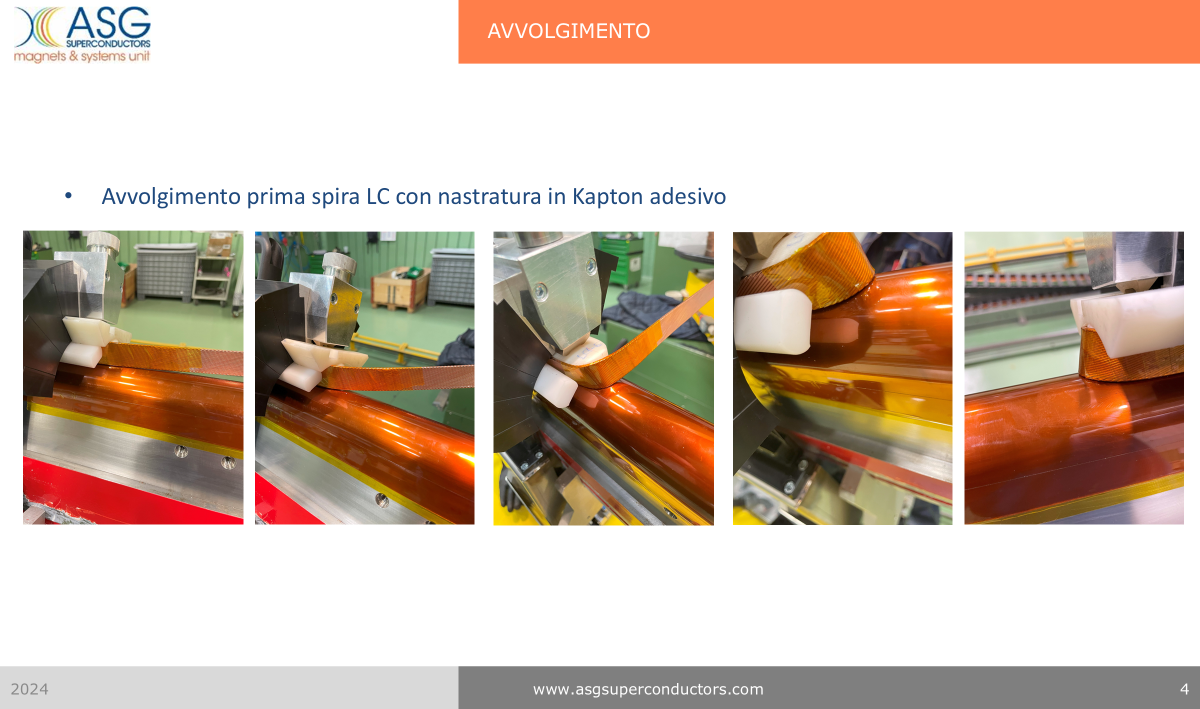 ASG
SUPERCONDUCTORS
magnets & systems unit
AVVOLGIMENTO
• Avvolgimento prima spira LC con nastratura in Kapton adesivo
2024
www.asgsuperconductors.com
4